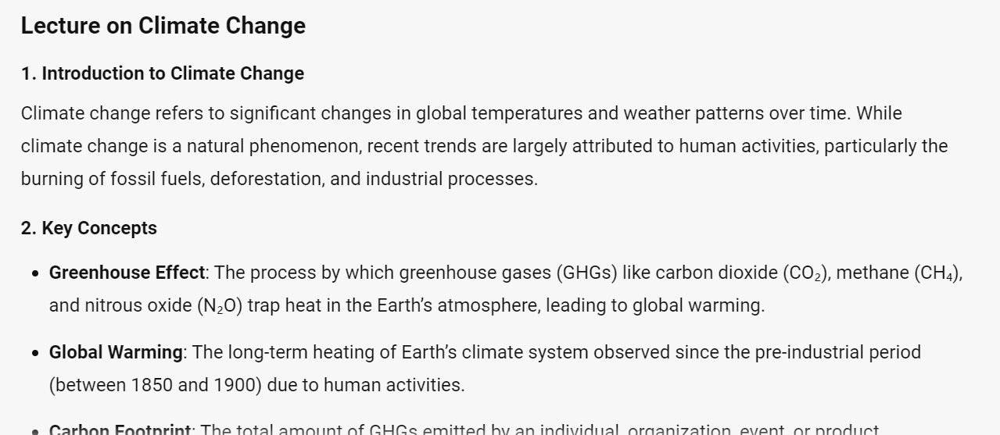 Lecture on Climate Change
1. Introduction to Climate Change
Climate change refers to significant changes in global temperatures and weather patterns over time. While
climate change is a natural phenomenon, recent trends are largely attributed to human activities, particularly the
burning of fossil fuels, deforestation, and industrial processes.
2. Key Concepts
• Greenhouse Effect: The process by which greenhouse gases (GHGs) like carbon dioxide (CO₂), methane (CH₄),
and nitrous oxide (N₂O) trap heat in the Earth’s atmosphere, leading to global warming.
• Global Warming: The long-term heating of Earth’s climate system observed since the pre-industrial period
(between 1850 and 1900) due to human activities.
• Carbon Footprint: The total amount of GHGs emitted by an individual, organization, event, or product